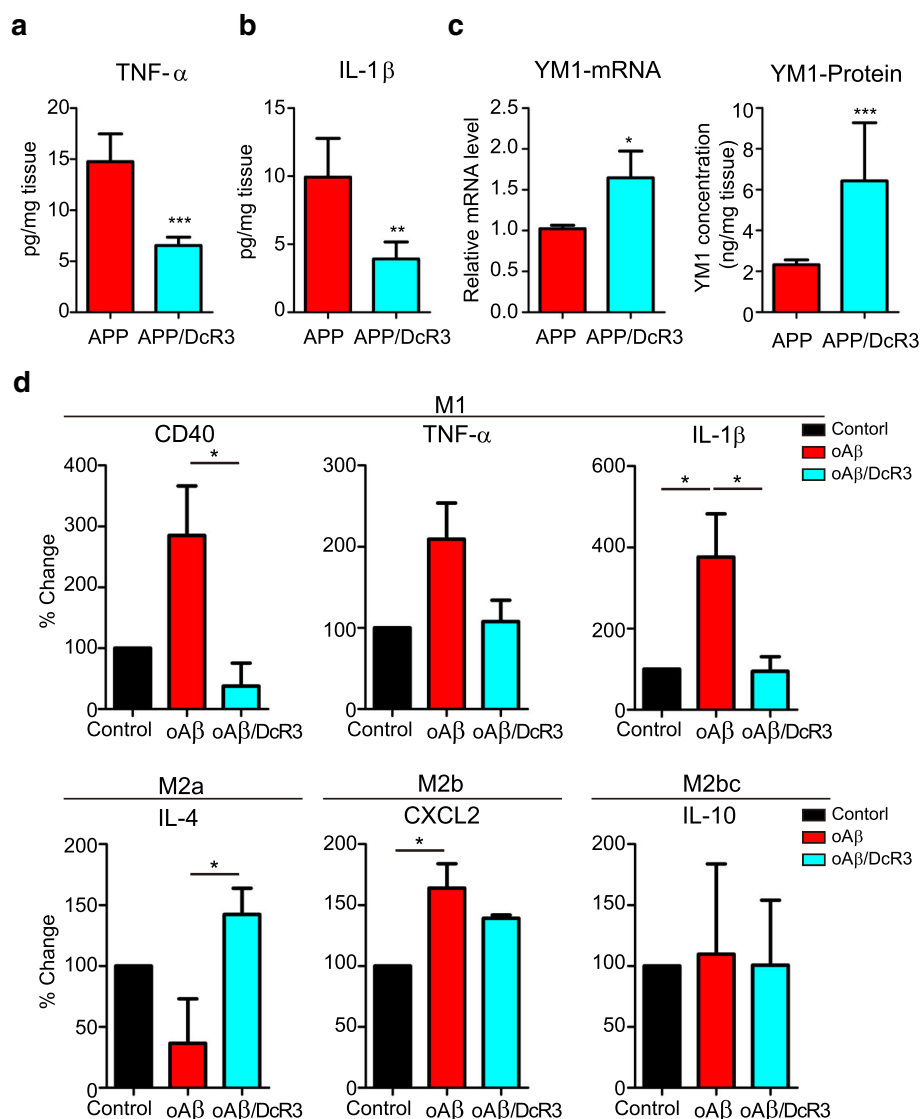 a
b
c
TNF-α
IL-1β
YM1-mRNA
YM1-Protein
pg/mg tissue
20
15
10
5
0
***
APP
APP/DcR3
pg/mg tissue
15
10
5
0
**
APP
APP/DcR3
Relative mRNA level
2.5
2.0
1.5
1.0
0.5
0.0
*
APP
APP/DcR3
YM1 concentration
(ng/mg tissue)
10
8
6
4
2
0
***
APP
APP/DcR3
d
M1
CD40
TNF-α
IL-1β
Contorl
oAβ
oAβ/DcR3
% Change
400
300
200
100
0
*
Control
oAβ
oAβ/DcR3
300
200
100
0
Control
oAβ
oAβ/DcR3
600
400
200
0
*
*
Control
oAβ
oAβ/DcR3
M2a
M2b
M2bc
IL-4
CXCL2
IL-10
Contorl
oAβ
oAβ/DcR3
% Change
200
150
100
50
0
*
Control
oAβ
oAβ/DcR3
200
150
100
50
0
*
Control
oAβ
oAβ/DcR3
200
150
100
50
0
Control
oAβ
oAβ/DcR3